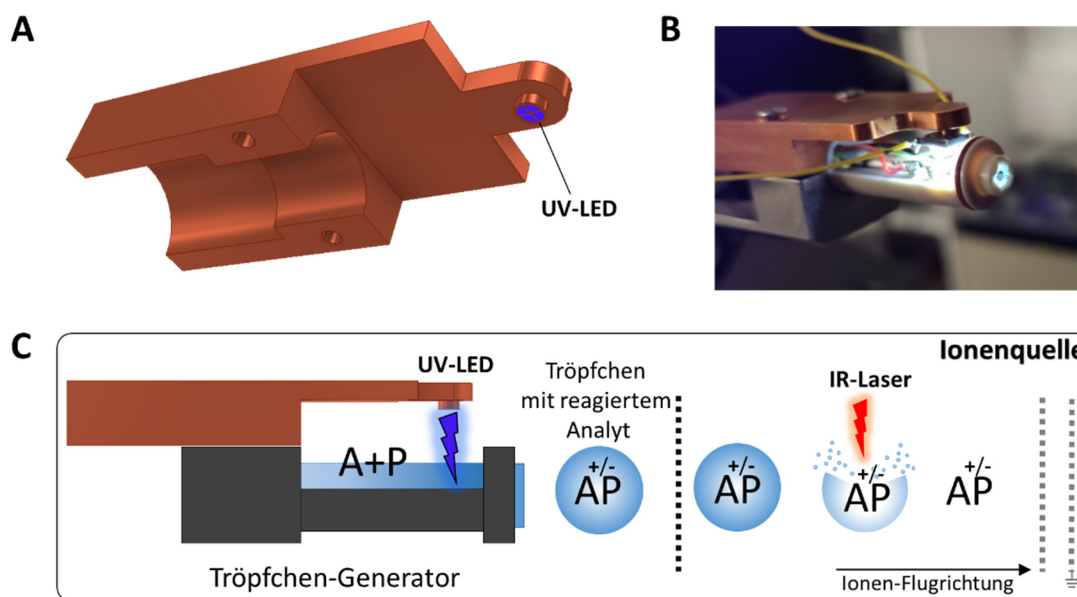 A
B
UV-LED
C
Ionenquelle
UV-LED
Tröpfchen
mit reagiertem
Analyt
IR-Laser
A+P
+/-
AP
+/-
AP
+/-
AP
+/-
AP
Tröpfchen-Generator
Ionen-Flugrichtung